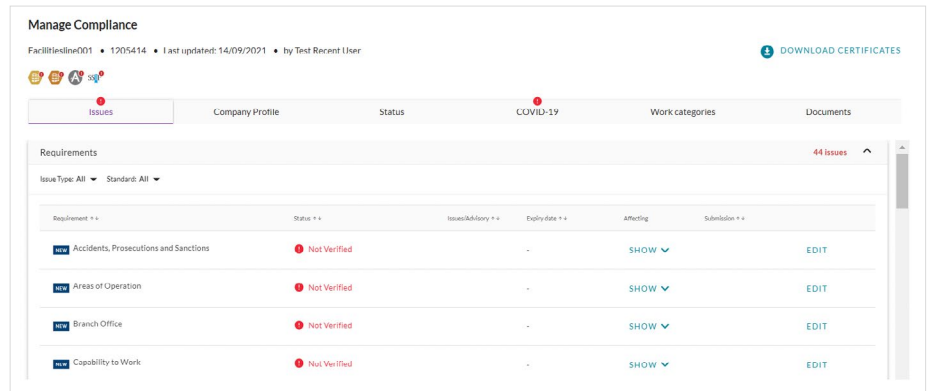 Manage Compliance
Facilitiesline001 • 1205414 • Last updated: 14/09/2021 • by Test Recent User
DOWNLOAD CERTIFICATES
A SSIP
Issues Company Profile Status COVID-19 Work categories Documents
Requirements 44 issues
Issue Type: All Standard: All
Requirement Status Issues/Advisory Expiry date Affecting Submission
NEW Accidents, Prosecutions and Sanctions Not Verified - SHOW EDIT
NEW Areas of Operation Not Verified - SHOW EDIT
NEW Branch Office Not Verified - SHOW EDIT
NEW Capability to Work Not Verified - SHOW EDIT